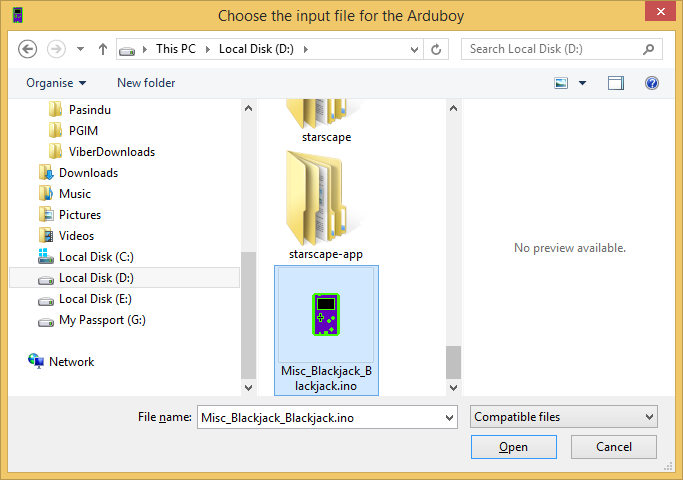 Choose the input file for the Arduboy
This PC
Local Disk (D:)
Search Local Disk (D:)
Organise
New folder
Pasindu
PGIM
ViberDownloads
Downloads
Music
Pictures
Videos
Local Disk (C:)
Local Disk (D:)
Local Disk (E:)
My Passport (G:)
Network
starscape
starscape-app
Misc_Blackjack_B
lackjack.ino
No preview available.
File name:
Misc_Blackjack_Blackjack.ino
Compatible files
Open
Cancel